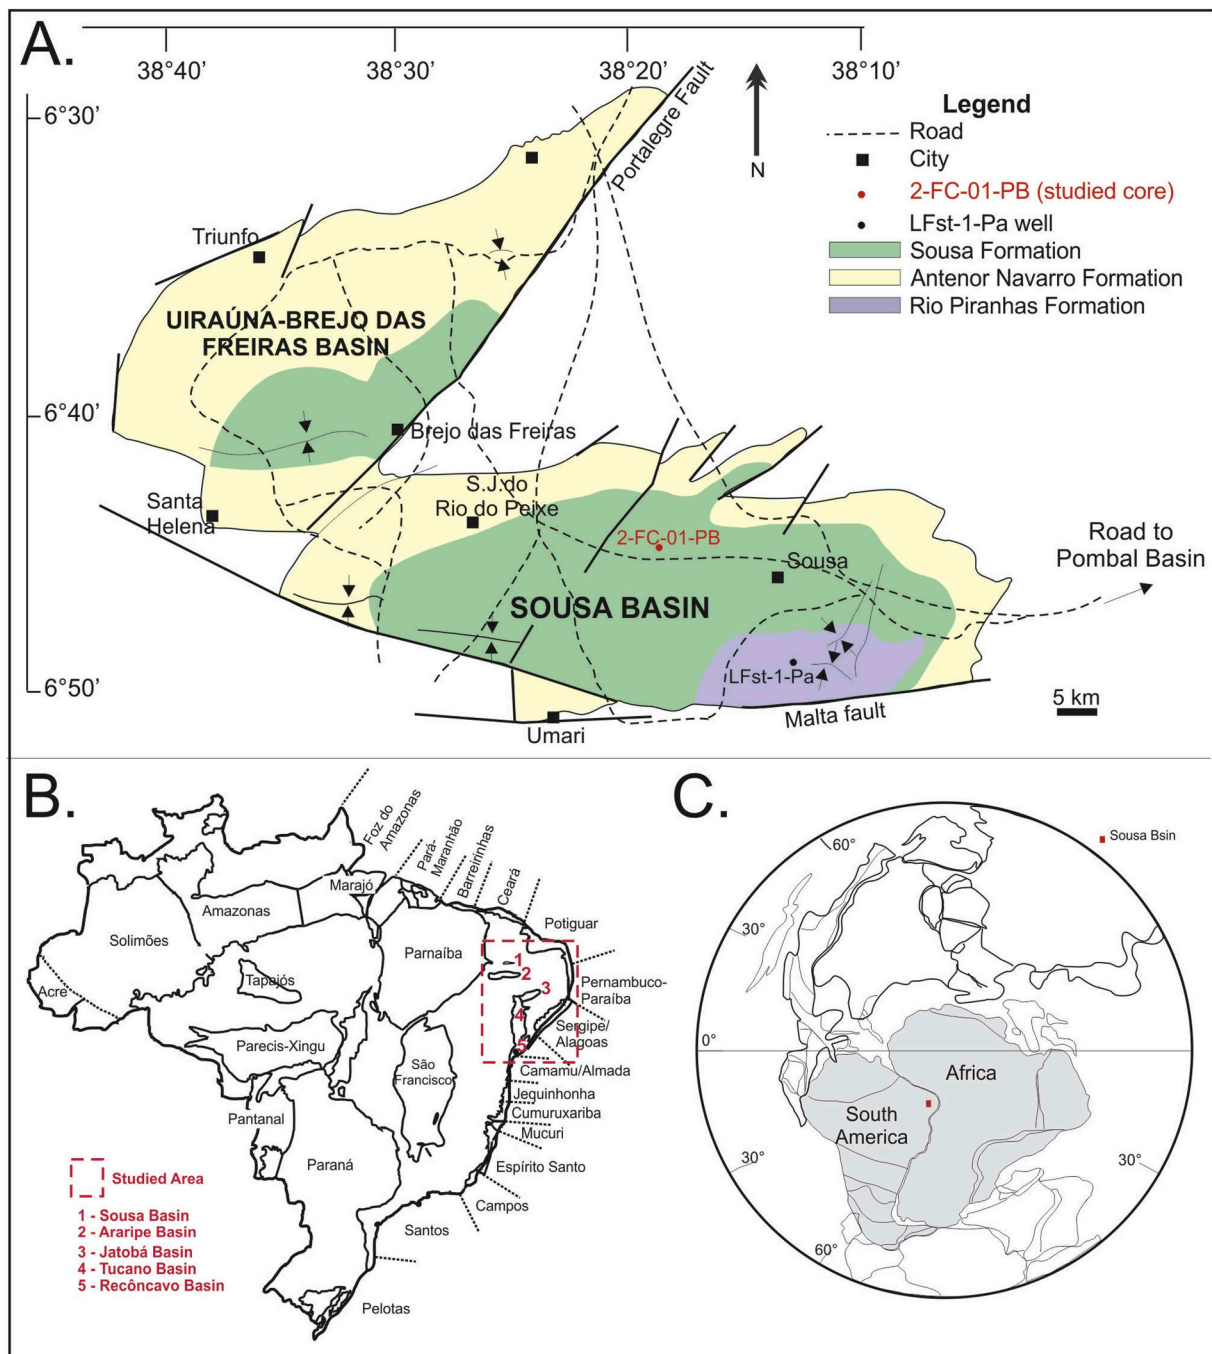 A.
38°40’
38°30’
38°20’
38°10’
6°30’
6°40’
6°50’
Portalegre Fault
N
Legend
Road
City
2-FC-01-PB (studied core)
LFst-1-Pa well
Sousa Formation
Antenor Navarro Formation
Rio Piranhas Formation
Triunfo
UIRAÚNA-BREJO DAS
FREIRAS BASIN
Brejo das Freiras
Santa
Helena
S.J.do
Rio do Peixe
2-FC-01-PB
Sousa
Road to
Pombal Basin
SOUSA BASIN
LFst-1-Pa
Malta fault
Umari
5 km
B.
Foz do
Amazonas
Pará-
Maranhão
Barreirinhas
Ceará
Potiguar
Marajó
Amazonas
Solimões
Parnaíba
Tapajós
Acre
Parecis-Xingu
São
Francisco
Pantanal
Paraná
1
2
3
4
5
Pernambuco-
Paraíba
Sergipe/
Alagoas
Camamu/Almada
Jequinhonha
Cumuruxariba
Mucuri
Espírito Santo
Campos
Santos
Pelotas
Studied Area
1 - Sousa Basin
2 - Araripe Basin
3 - Jatobá Basin
4 - Tucano Basin
5 - Recôncavo Basin
C.
Sousa Bsin
60°
30°
0°
Africa
South
America
30°
30°
60°